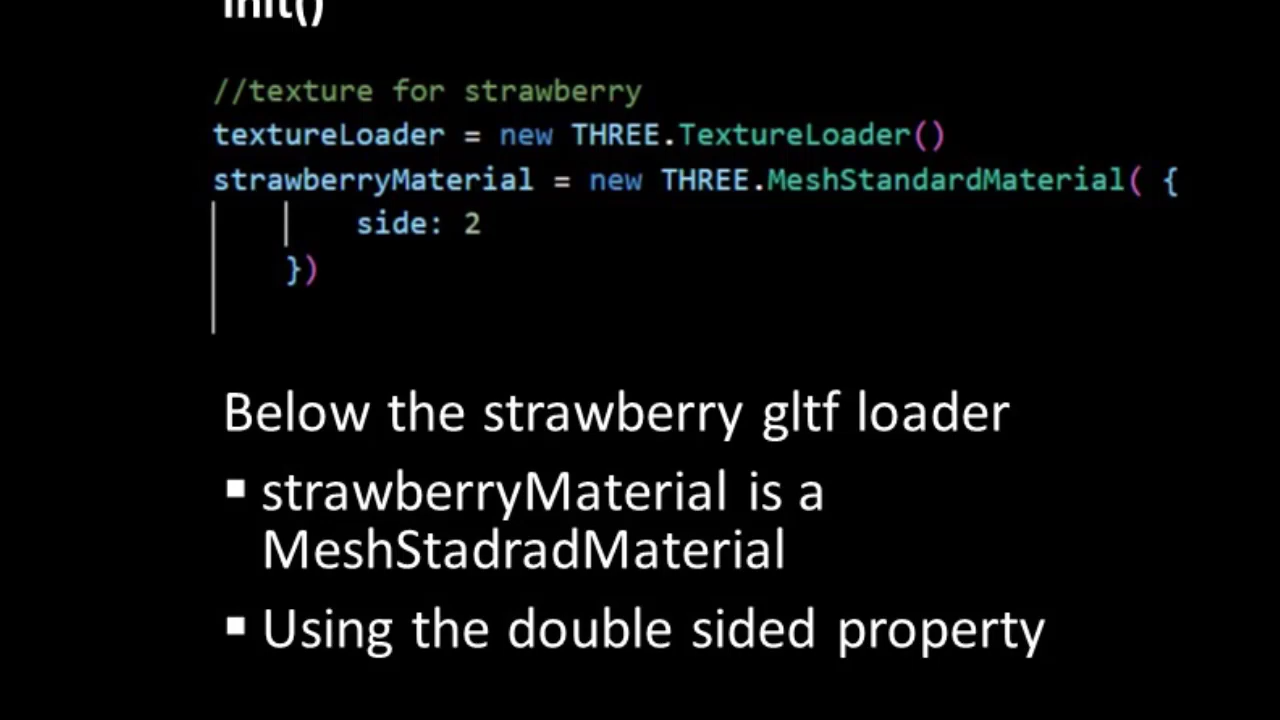 init()
//texture for strawberry
textureLoader = new THREE.TextureLoader()
strawberryMaterial = new THREE.MeshStandardMaterial( {
side: 2
})
Below the strawberry gltf loader
▪ strawberryMaterial is a
MeshStadradMaterial
▪ Using the double sided property